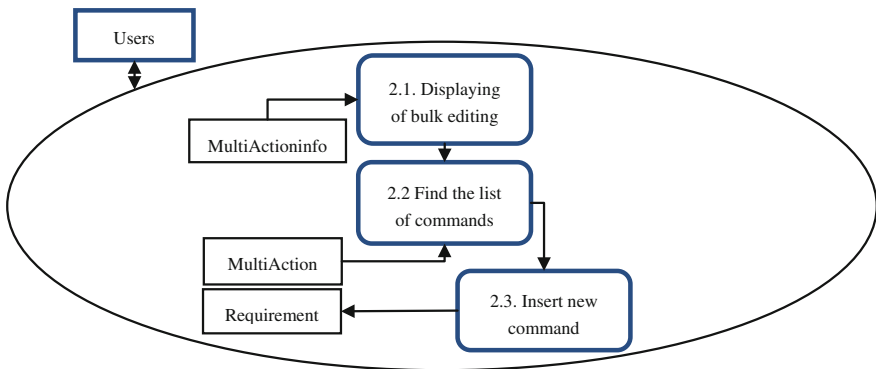 Users
2.1. Displaying
of bulk editing
MultiActioninfo
2.2 Find the list
of commands
MultiAction
Requirement
2.3. Insert new
command